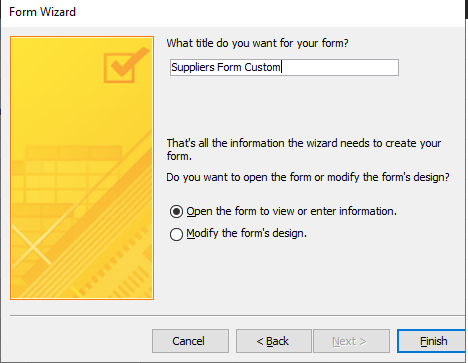 Form Wizard
What title do you want for your form?
Suppliers Form Custom
That's all the information the wizard needs to create your
form.
Do you want to open the form or modify the form's design?
Open the form to view or enter information.
Modify the form's design.
Cancel
< Back
Next >
Finish